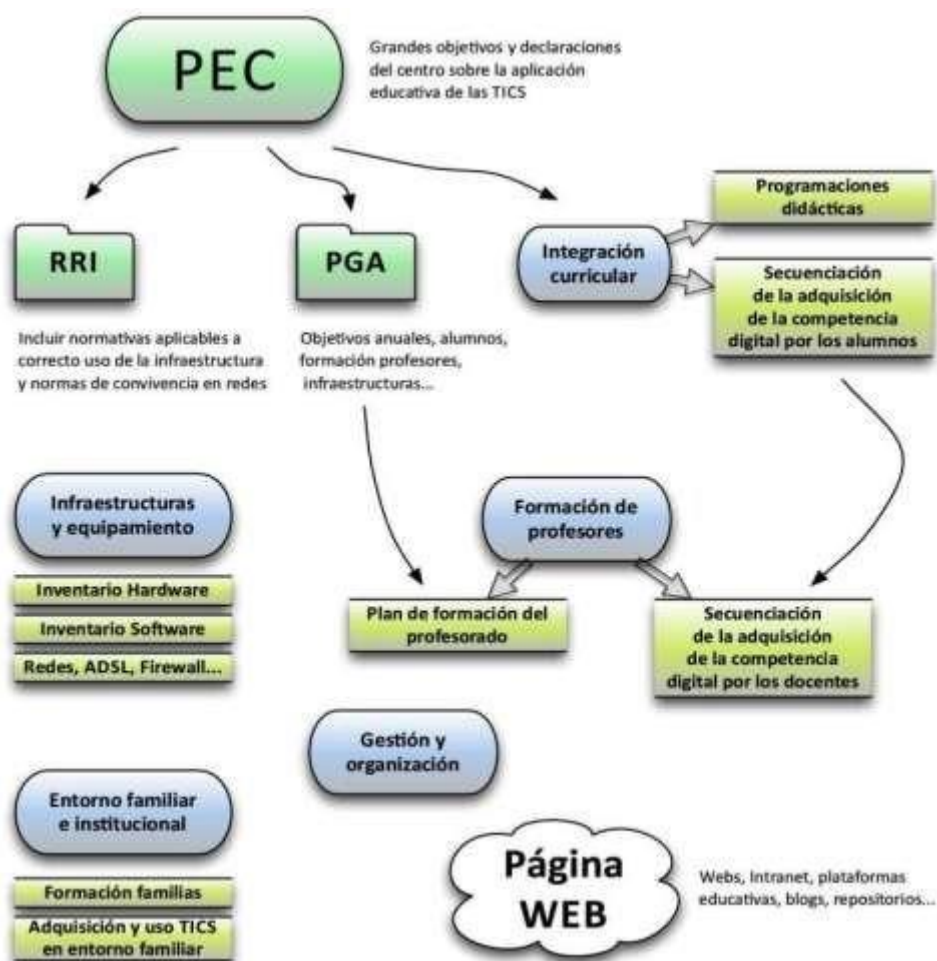 PEC
Grandes objetivos y declaraciones
del centro sobre la aplicación
educativa de las TICS
RRI
PGA
Integración
curricular
Programaciones
didácticas
Secuenciación
de la adquisición
de la competencia
digital por los alumnos
Incluir normativas aplicables a
correcto uso de la infraestructura
y normas de convivencia en redes
Objetivos anuales, alumnos,
formación profesores,
infraestructuras...
Infraestructuras
y equipamiento
Inventario Hardware
Inventario Software
Redes, ADSL, Firewall...
Formación de
profesores
Plan de formación del
profesorado
Secuenciación
de la adquisición
de la competencia
digital por los docentes
Gestión y
organización
Entorno familiar
e institucional
Formación familias
Adquisición y uso TICS
en entorno familiar
Página
WEB
Webs, Intranet, plataformas
educativas, blogs, repositorios...